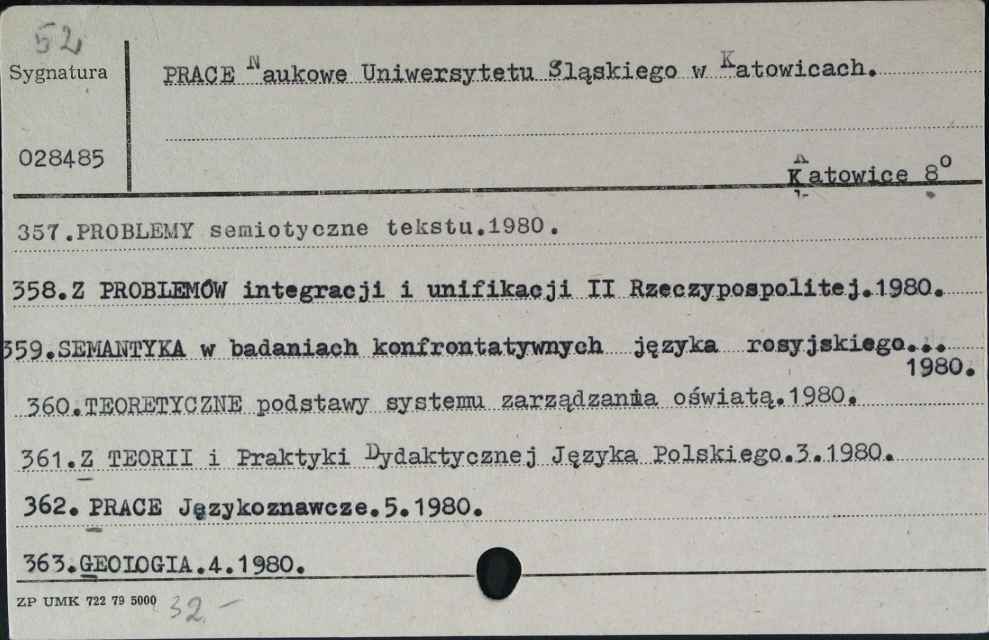 52
Sygnatura
PRACE Naukowe Uniwersytetu Śląskiego w Katowicach.
028485
Katowice 8°
357.PROBLEMY semiotyczne tekstu.1980.
358.Z PROBLEMÓW integracji i unifikacji II Rzeczypospolitej.1980.
359.SEMANTYKA w badaniach konfrontatywnych języka rosyjskiego...
1980.
360.TEORETYCZNE podstawy systemu zarządzania oświatą.1980.
361.Z TEORII i Praktyki Dydaktycznej Języka Polskiego.3.1980.
362. PRACE Językoznawcze.5.1980.
363.GEOLOGIA.4.1980.
ZP UMK 722 79 5000 32 -